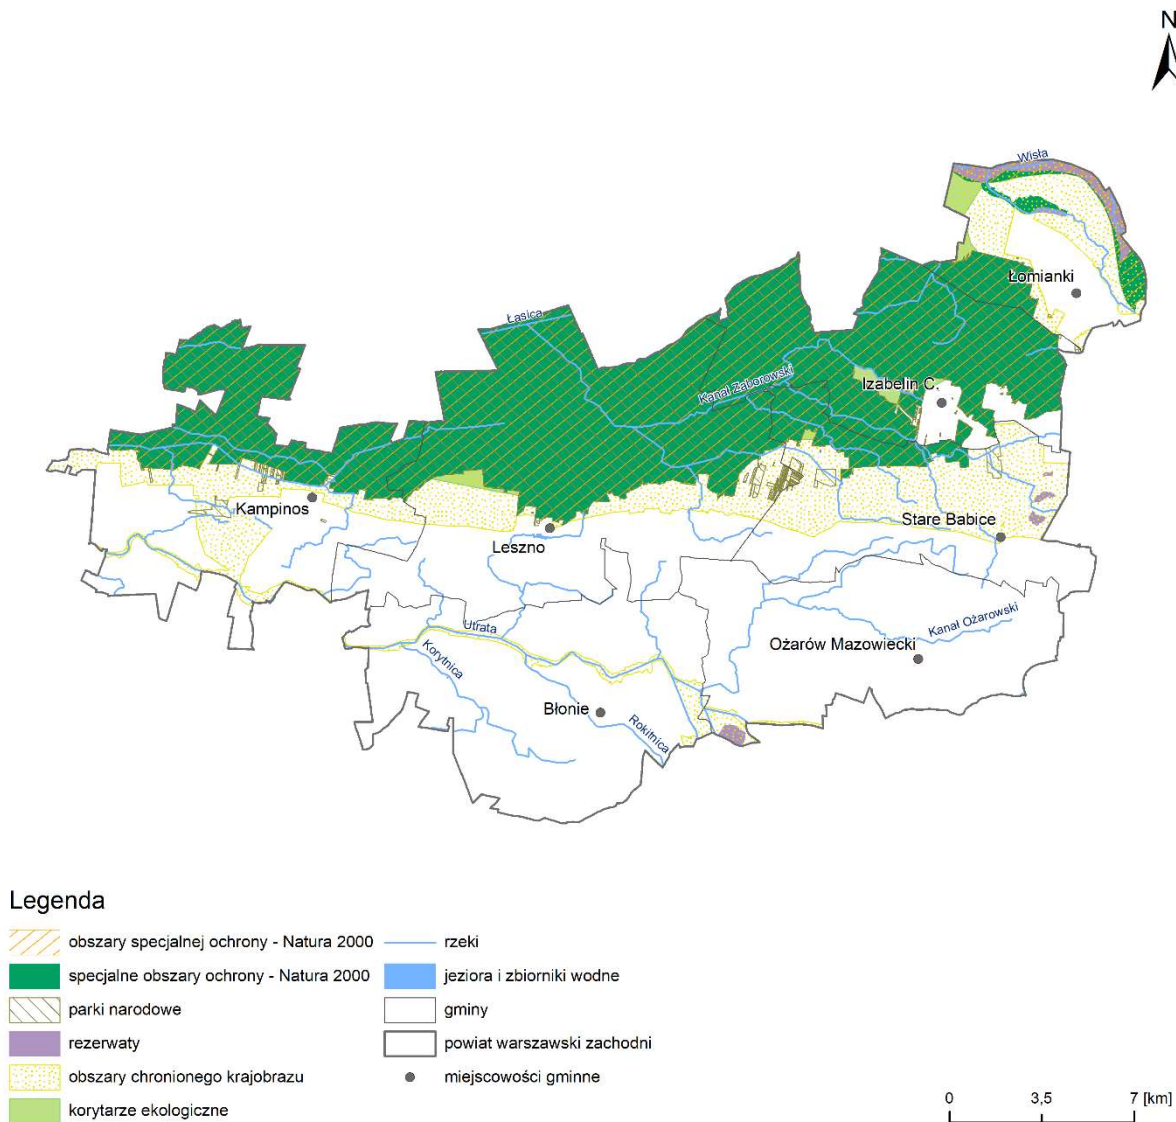 N
Wisła
Łomianki
Łasica
Kanał Zaborowski
Izabelin C.
Kampinos
Leszno
Stare Babice
Utrata
Korytnica
Kanał Ożarowski
Ożarów Mazowiecki
Błonie
Rokitnica
Legenda
obszary specjalnej ochrony - Natura 2000
specjalne obszary ochrony - Natura 2000
parki narodowe
rezerwaty
obszary chronionego krajobrazu
korytarze ekologiczne
rzeki
jeziora i zbiorniki wodne
gminy
powiat warszawski zachodni
miejscowości gminne
0 3,5 7 [km]